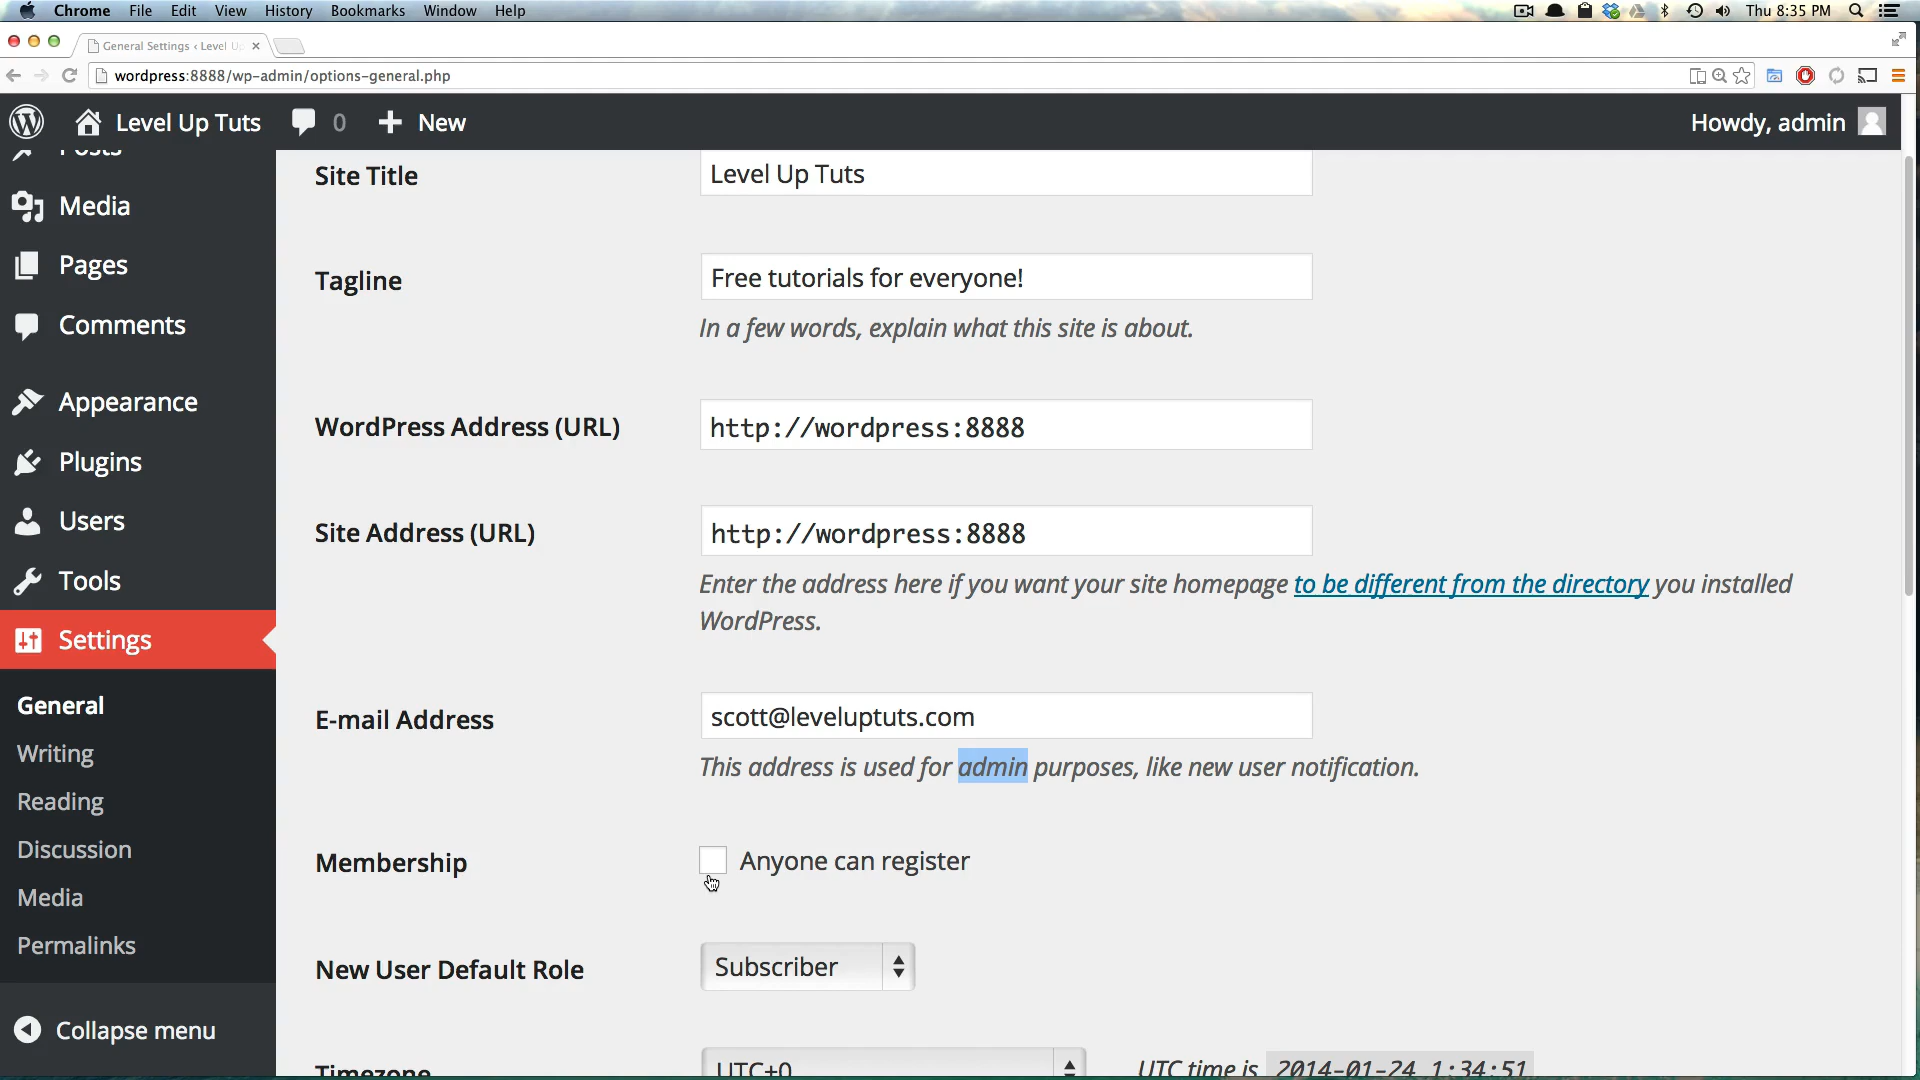 Chrome File Edit View History Bookmarks Window Help Thu 8:35 PM
General Settings ‹ Level U
wordpress:8888/wp-admin/options-general.php
Level Up Tuts 0 + New Howdy, admin
Posts
Media
Pages
Comments
Appearance
Plugins
Users
Tools
Settings
General
Writing
Reading
Discussion
Media
Permalinks
Collapse menu
Site Title Level Up Tuts
Tagline Free tutorials for everyone!
In a few words, explain what this site is about.
WordPress Address (URL) http://wordpress:8888
Site Address (URL) http://wordpress:8888
Enter the address here if you want your site homepage to be different from the directory you installed
WordPress.
E-mail Address scott@leveluptuts.com
This address is used for admin purposes, like new user notification.
Membership Anyone can register
New User Default Role Subscriber
Timezone UTC+0 UTC time is 2014-01-24 1:34:51